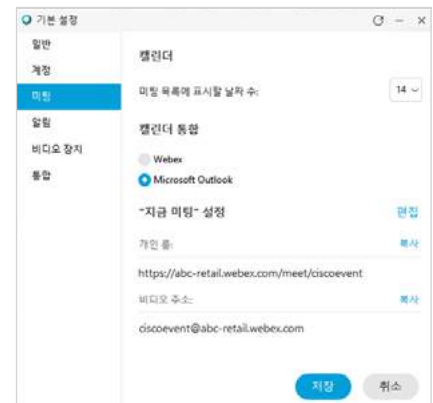 기본 설정
일반
계정
미팅
알림
비디오 장치
통합
캘린더
미팅 목록에 표시할 날짜 수:
14
캘린더 통합
Webex
Microsoft Outlook
"지금 미팅" 설정
편집
개인 룸:
복사
https://abc-retail.webex.com/meet/ciscoevent
비디오 주소:
복사
ciscoevent@abc-retail.webex.com
저장
취소